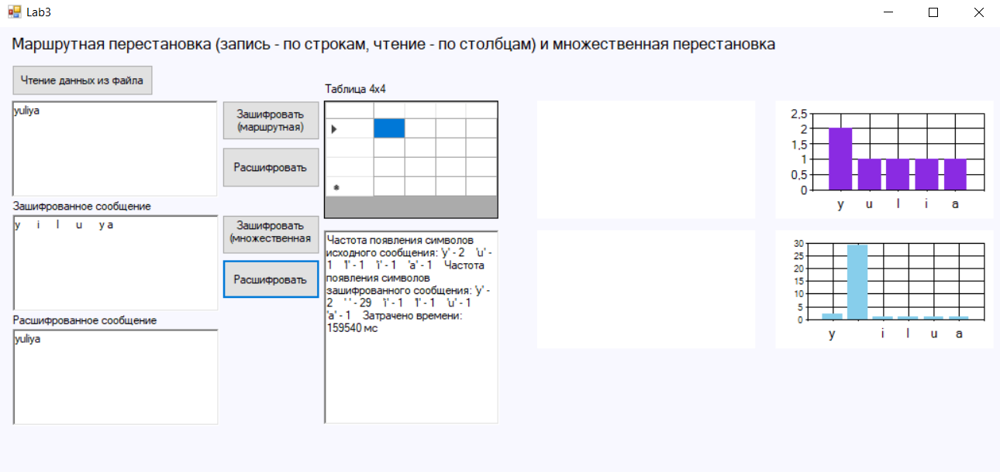 Lab3
Маршрутная перестановка (запись - по строкам, чтение - по столбцам) и множественная перестановка
Чтение данных из файла
yuliya
Зашифровать
(маршрутная)
Расшифровать
Зашифрованное сообщение
y i l u y a
Зашифровать
(множественная
Расшифровать
Расшифрованное сообщение
yuliya
Таблица 4x4
Частота появления символов
исходного сообщения: 'y' - 2 'u' -
1 'l' - 1 'i' - 1 'a' - 1 Частота
появления символов
зашифрованного сообщения: 'y' -
2 ' ' - 29 'i' - 1 'l' - 1 'u' - 1
'a' - 1 Затрачено времени:
159540 мс
2,5
2
1,5
1
0,5
0
y u l i a
30
25
20
15
10
5
0
y i l u a